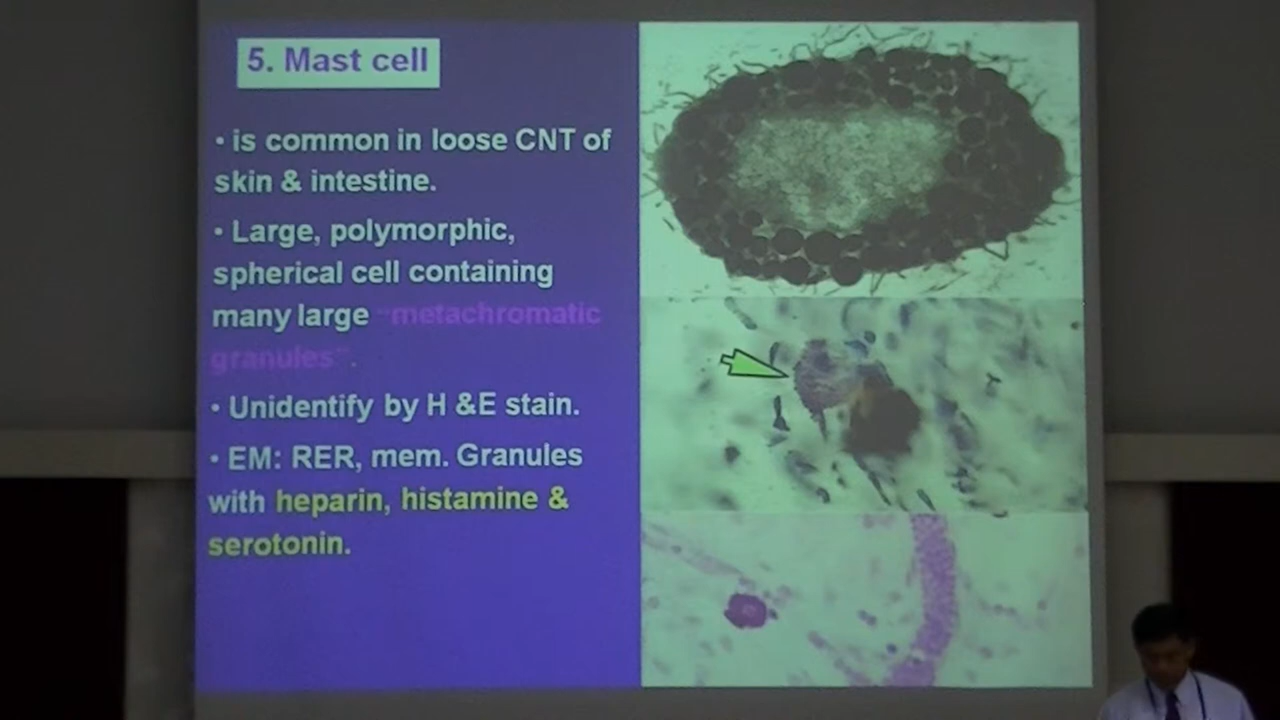 5. Mast cell
• is common in loose CNT of
skin & intestine.
• Large, polymorphic,
spherical cell containing
many large "metachromatic
granules".
• Unidentify by H &E stain.
• EM: RER, mem. Granules
with heparin, histamine &
serotonin.